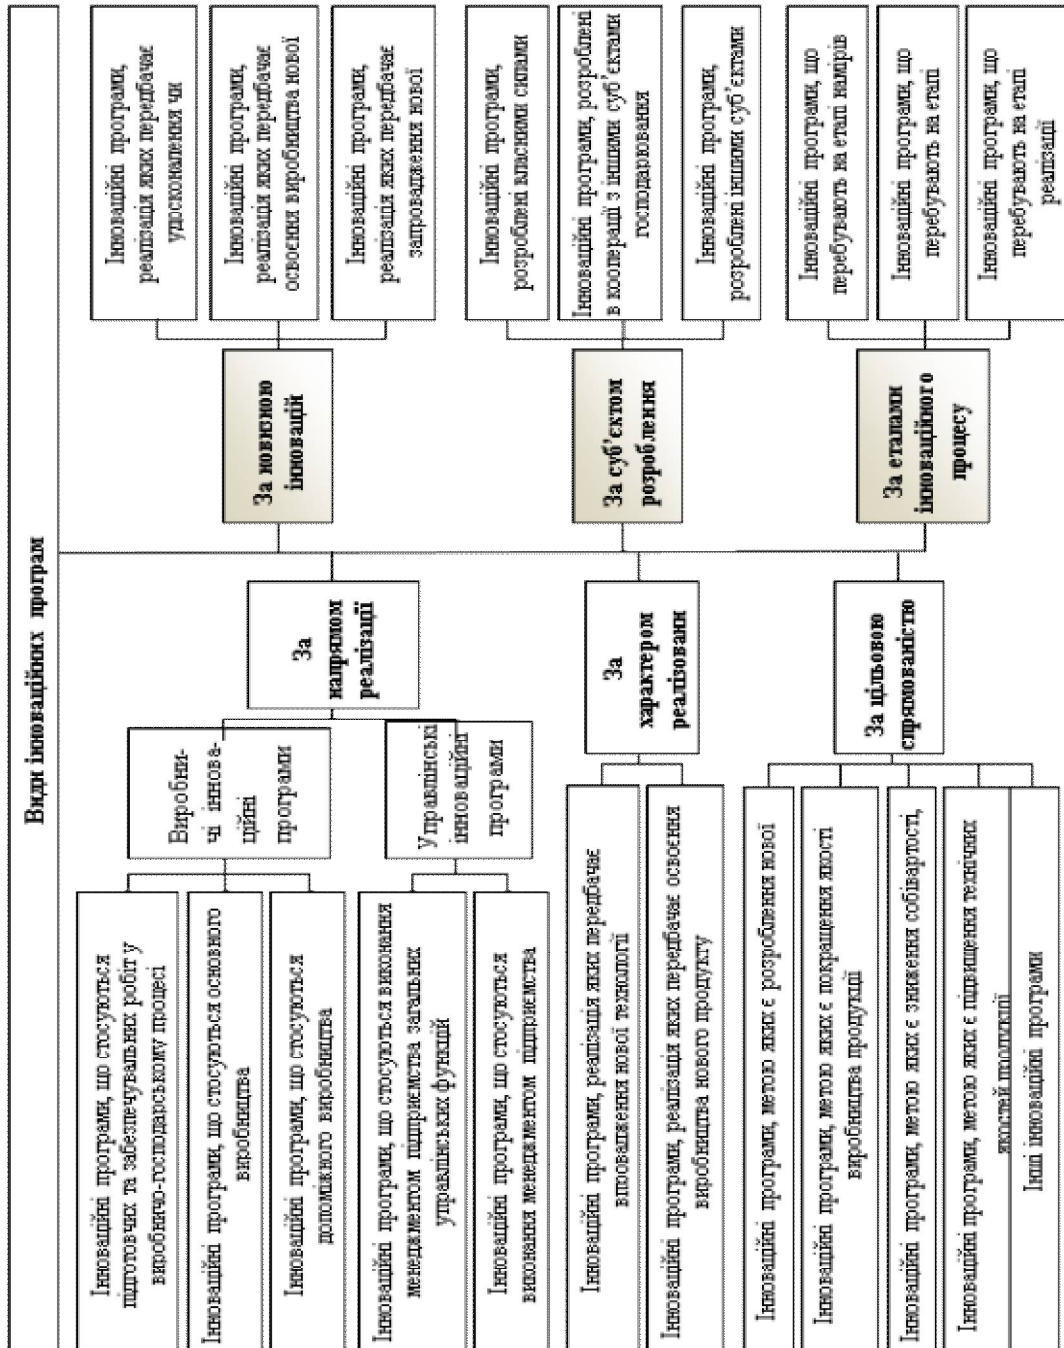 Види інноваційних програм
За напрямом
реалізації
Виробни-
чі іннова-
ційні
програми
Інноваційні програми, що стосуються
підготовчих та забезпечувальних робіт у
виробничо-господарському процесі
Інноваційні програми, що стосуються основного
виробництва
Інноваційні програми, що стосуються
допоміжного виробництва
Управлінські
інноваційні
програми
Інноваційні програми, що стосуються виконання
менеджментом підприємства загальних
управлінських функцій
Інноваційні програми, що стосуються
виконання менеджментом підприємства
За
характером
реалізовани
Інноваційні програми, реалізація яких передбачає
впровадження нової технології
Інноваційні програми, реалізація яких передбачає освоєння
виробництва нового продукту
За цільовою
спрямованістю
Інноваційні програми, метою яких є розроблення нової
Інноваційні програми, метою яких є покращення якості
виробництва продукції
Інноваційні програми, метою яких є зниження собівартості,
Інноваційні програми, метою яких є підвищення технічних
якостей продукції
Інші інноваційні програми
За новизною
інновацій
Інноваційні програми,
реалізація яких передбачає
удосконалення чи
Інноваційні програми,
реалізація яких передбачає
освоєння виробництва нової
Інноваційні програми,
реалізація яких передбачає
запровадження нової
За суб’єктом
розроблення
Інноваційні програми,
розроблені власними силами
Інноваційні програми, розроблені
в кооперації з іншими суб’єктами
господарювання
Інноваційні програми,
розроблені іншими суб’єктами
За етапами
інноваційного
процесу
Інноваційні програми, що
перебувають на етапі намірів
Інноваційні програми, що
перебувають на етапі
Інноваційні програми, що
перебувають на етапі
реалізації